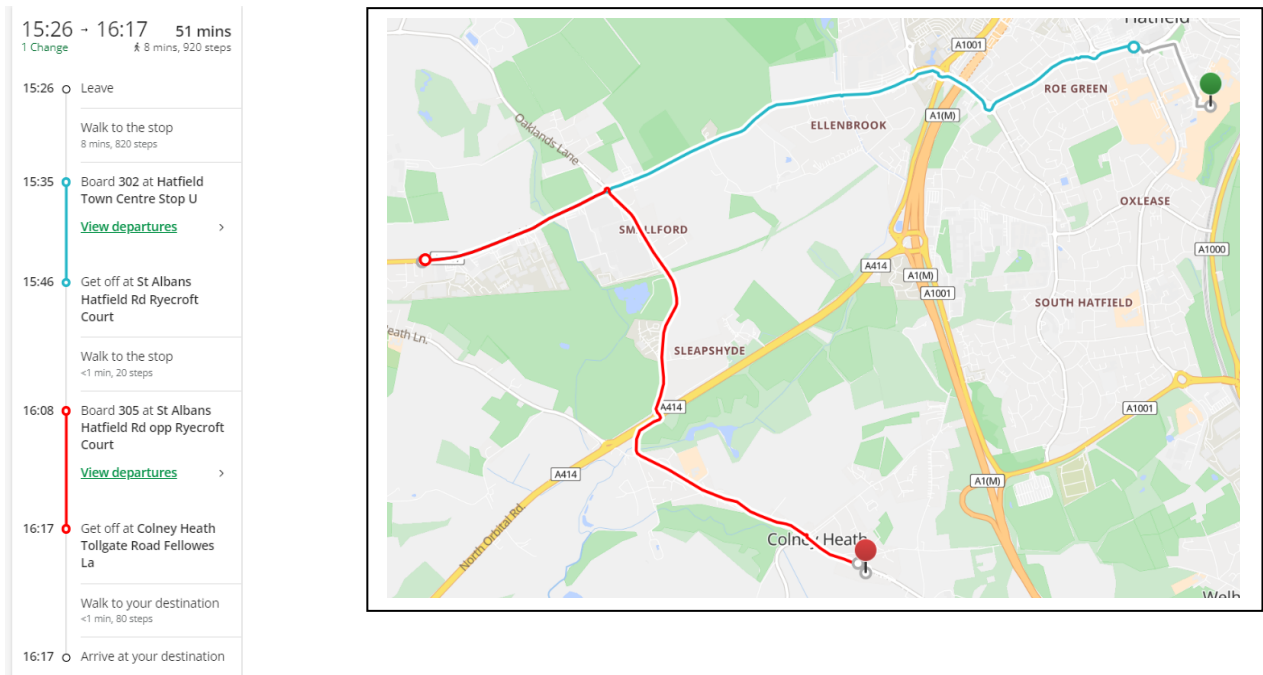 15:26 - 16:17 51 mins
1 Change 8 mins, 920 steps
15:26 Leave
Walk to the stop
8 mins, 820 steps
15:35 Board 302 at Hatfield
Town Centre Stop U
View departures >
15:46 Get off at St Albans
Hatfield Rd Ryecroft
Court
Walk to the stop
<1 min, 20 steps
16:08 Board 305 at St Albans
Hatfield Rd opp Ryecroft
Court
View departures >
16:17 Get off at Colney Heath
Tollgate Road Fellowes
La
Walk to your destination
<1 min, 80 steps
16:17 Arrive at your destination
Hatfield
A1001
ROE GREEN
A1(M)
Oaklands Lane
ELLENBROOK
OXLEASE
A1000
A414
A1(M)
A1001
SOUTH HATFIELD
eath Ln.
SLEAPSHYDE
A414
A1001
A414
A1(M)
North Orbital Rd.
Colney Heath